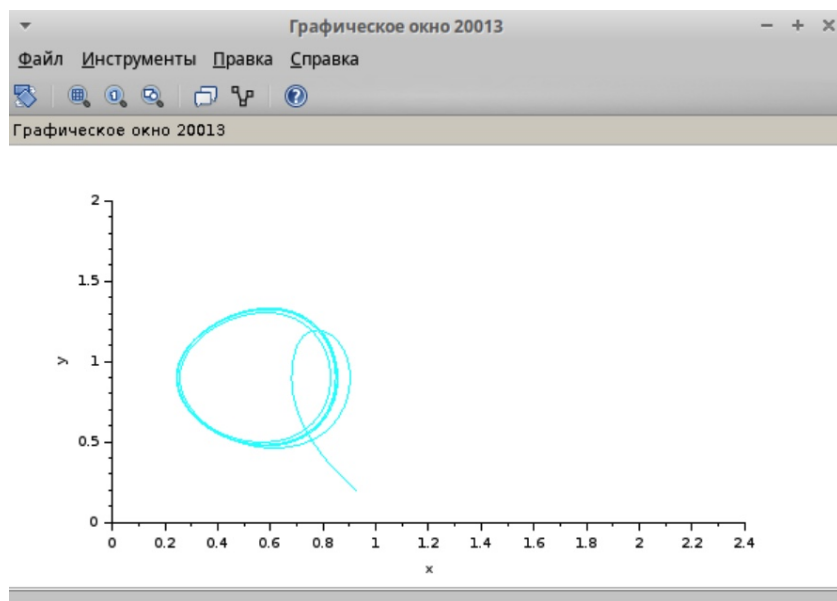 Графическое окно 20013
Файл Инструменты Правка Справка
Графическое окно 20013
2
1.5
y
1
0.5
0
0 0.2 0.4 0.6 0.8 1 1.2 1.4 1.6 1.8 2 2.2 2.4
x